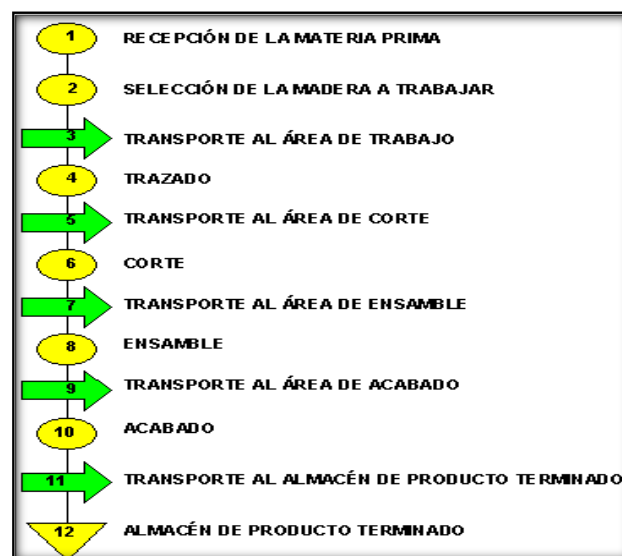 1 RECEPCIÓN DE LA MATERIA PRIMA
2 SELECCIÓN DE LA MADERA A TRABAJAR
3 TRANSPORTE AL ÁREA DE TRABAJO
4 TRAZADO
5 TRANSPORTE AL ÁREA DE CORTE
6 CORTE
7 TRANSPORTE AL ÁREA DE ENSAMBLE
8 ENSAMBLE
9 TRANSPORTE AL ÁREA DE ACABADO
10 ACABADO
11 TRANSPORTE AL ALMACÉN DE PRODUCTO TERMINADO
12 ALMACÉN DE PRODUCTO TERMINADO